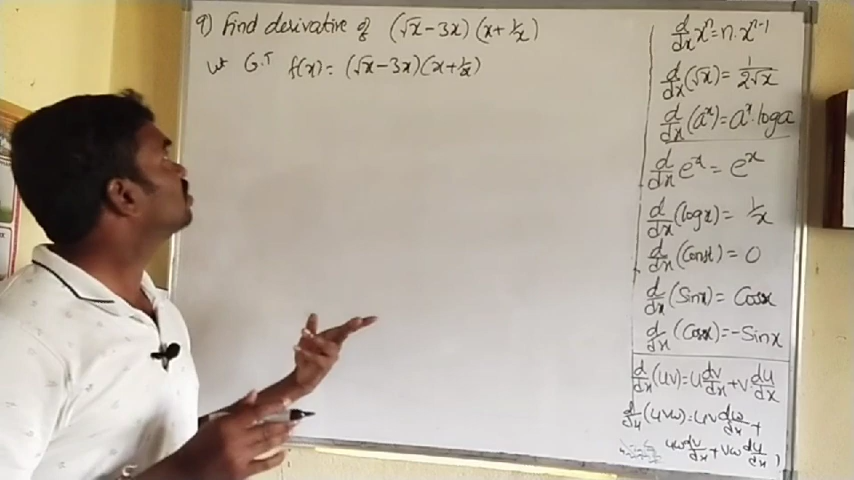 9) Find derivative of (√x-3x)(x+1/x)
wt G.T f(x) = (√x-3x)(x+1/x)
d/dx x^n = n·x^n-1
d/dx (√x) = 1/2√x
d/dx (a^x) = a^x·log a
d/dx e^x = e^x
d/dx (log x) = 1/x
d/dx (const) = 0
d/dx (Sin x) = Cos x
d/dx (Cos x) = -Sin x
d/dx (uv) = u dv/dx + v du/dx
d/dx (uvw) = uv dw/dx +
uw dv/dx + vw du/dx